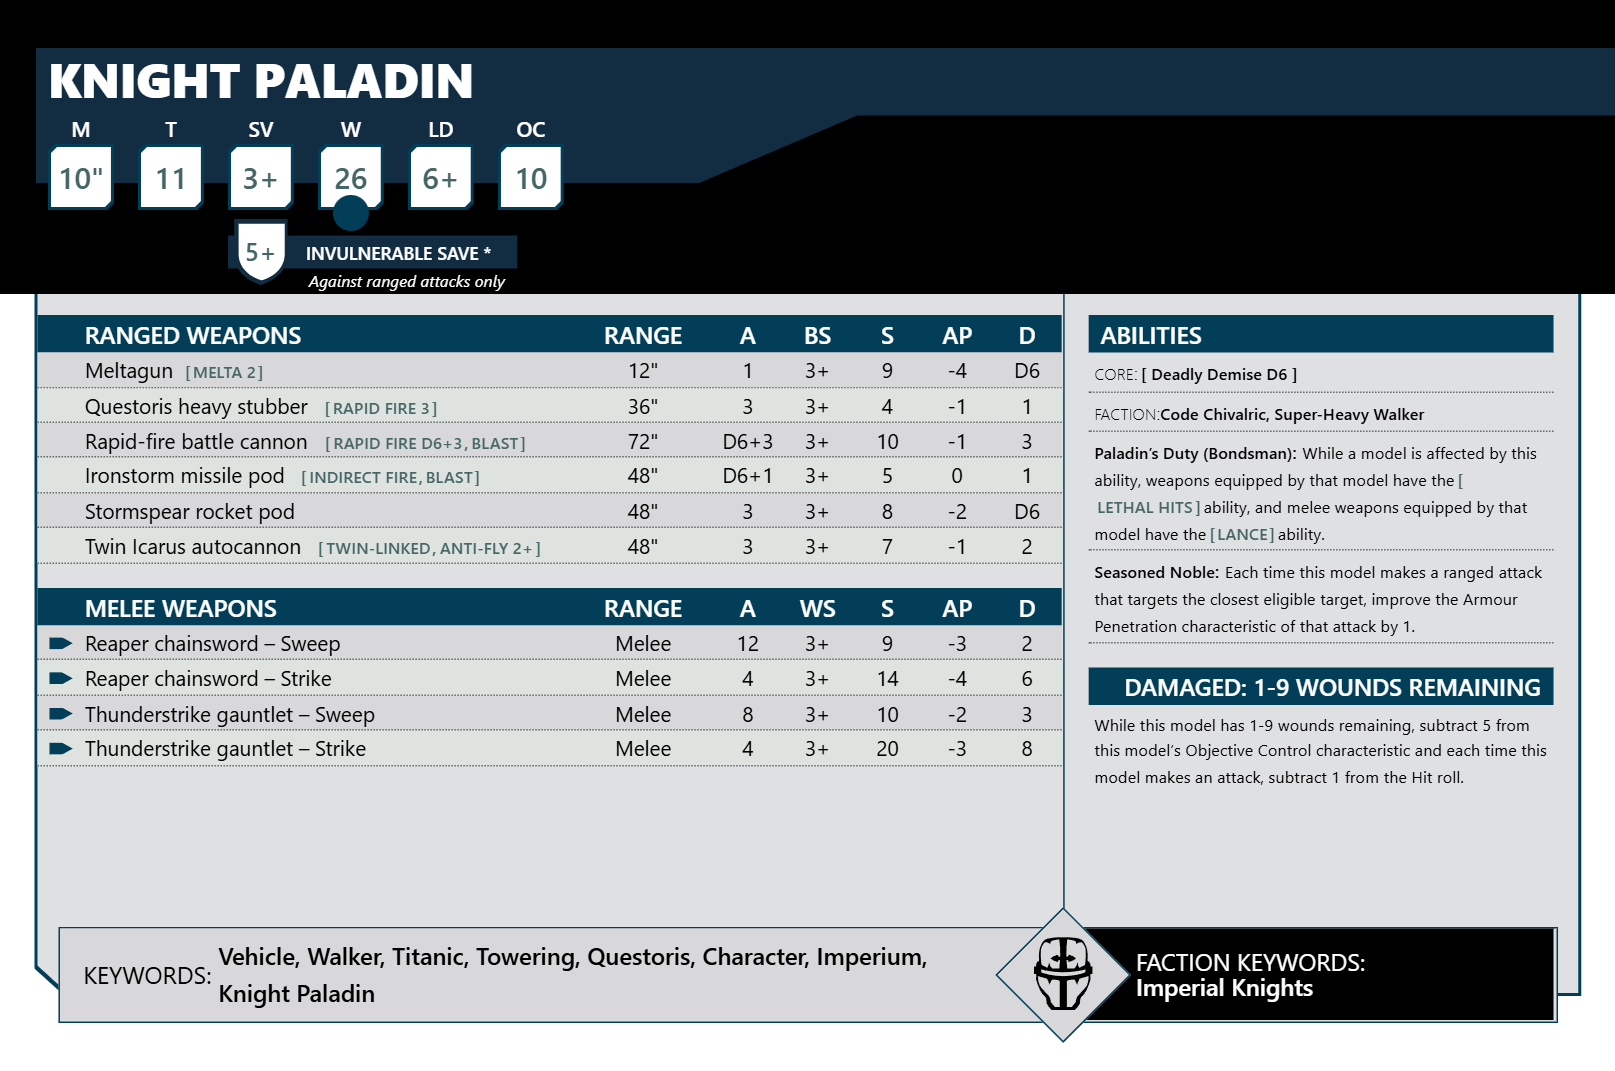 KNIGHT PALADIN
M T SV W LD OC
10" 11 3+ 26 6+ 10
5+ INVULNERABLE SAVE *
Against ranged attacks only
RANGED WEAPONS RANGE A BS S AP D
Meltagun [MELTA 2] 12" 1 3+ 9 -4 D6
Questoris heavy stubber [RAPID FIRE 3] 36" 3 3+ 4 -1 1
Rapid-fire battle cannon [RAPID FIRE D6+3, BLAST] 72" D6+3 3+ 10 -1 3
Ironstorm missile pod [INDIRECT FIRE, BLAST] 48" D6+1 3+ 5 0 1
Stormspear rocket pod 48" 3 3+ 8 -2 D6
Twin Icarus autocannon [TWIN-LINKED, ANTI-FLY 2+] 48" 3 3+ 7 -1 2
MELEE WEAPONS RANGE A WS S AP D
Reaper chainsword – Sweep Melee 12 3+ 9 -3 2
Reaper chainsword – Strike Melee 4 3+ 14 -4 6
Thunderstrike gauntlet – Sweep Melee 8 3+ 10 -2 3
Thunderstrike gauntlet – Strike Melee 4 3+ 20 -3 8
ABILITIES
CORE: [ Deadly Demise D6 ]
FACTION:Code Chivalric, Super-Heavy Walker
Paladin's Duty (Bondsman): While a model is affected by this
ability, weapons equipped by that model have the [
LETHAL HITS] ability, and melee weapons equipped by that
model have the [LANCE] ability.
Seasoned Noble: Each time this model makes a ranged attack
that targets the closest eligible target, improve the Armour
Penetration characteristic of that attack by 1.
DAMAGED: 1-9 WOUNDS REMAINING
While this model has 1-9 wounds remaining, subtract 5 from
this model's Objective Control characteristic and each time this
model makes an attack, subtract 1 from the Hit roll.
KEYWORDS: Vehicle, Walker, Titanic, Towering, Questoris, Character, Imperium,
Knight Paladin
FACTION KEYWORDS:
Imperial Knights